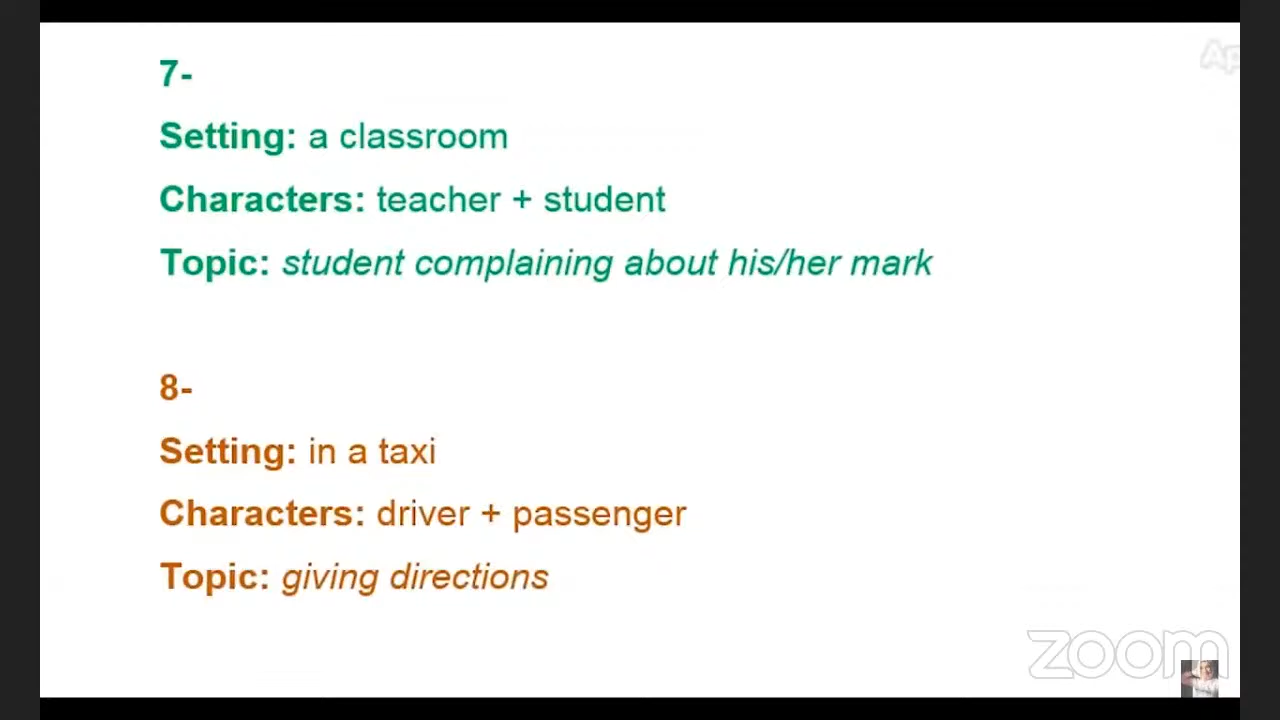 7-
Setting: a classroom
Characters: teacher + student
Topic: student complaining about his/her mark
8-
Setting: in a taxi
Characters: driver + passenger
Topic: giving directions
zoom